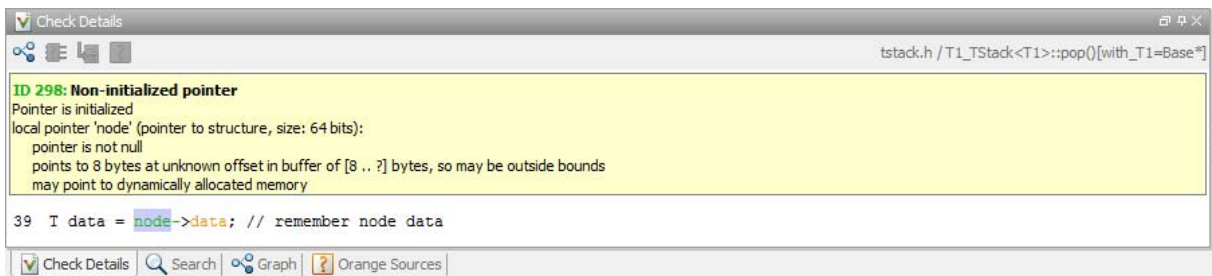 Check Details
tstack.h / T1_TStack<T1>::pop()[with_T1=Base*]
ID 298: Non-initialized pointer
Pointer is initialized
local pointer 'node' (pointer to structure, size: 64 bits):
pointer is not null
points to 8 bytes at unknown offset in buffer of [8 .. ?] bytes, so may be outside bounds
may point to dynamically allocated memory
39 T data = node->data; // remember node data
Check Details Search Graph Orange Sources